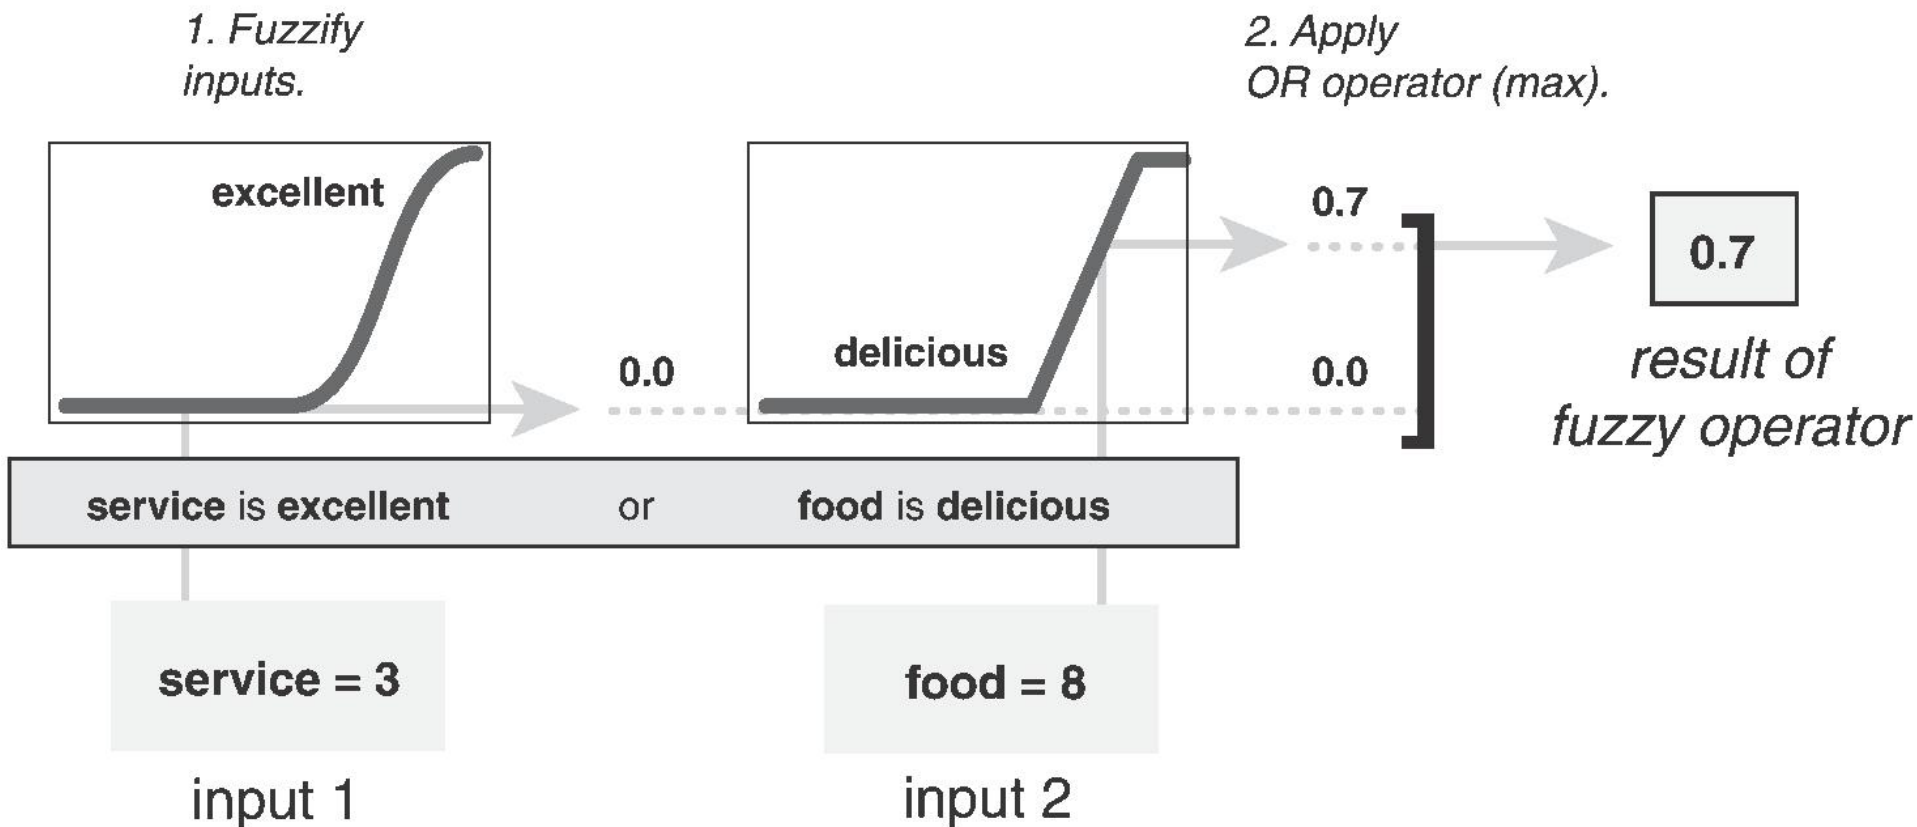 1. Fuzzify
inputs.
2. Apply
OR operator (max).
excellent
0.0
delicious
0.7
0.0
0.7
result of
fuzzy operator
service is excellent or food is delicious
service = 3
food = 8
input 1
input 2